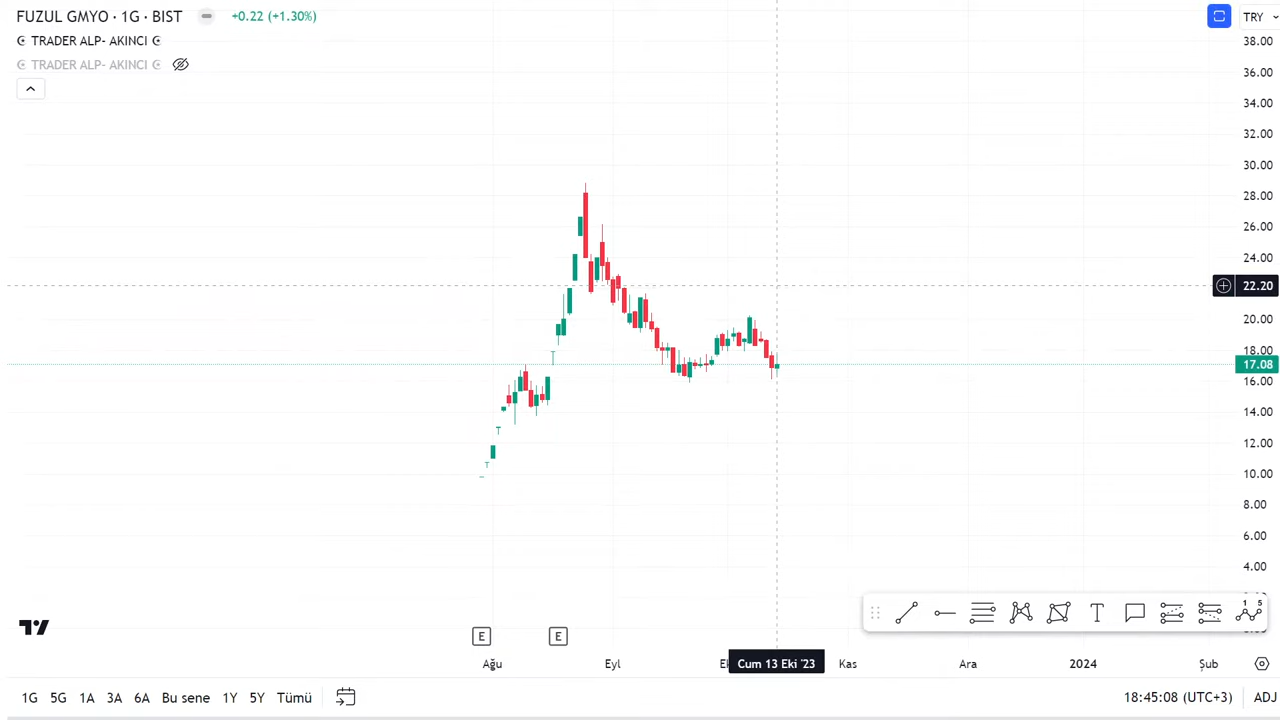 FUZUL GMYO · 1G · BIST +0.22 (+1.30%) TRY
☪ TRADER ALP- AKINCI ☪
☪ TRADER ALP- AKINCI ☪
38.00
36.00
34.00
32.00
30.00
28.00
26.00
24.00
22.20
20.00
18.00
17.08
16.00
14.00
12.00
10.00
8.00
6.00
4.00
T
1 5
E E
Ağu Eyl Cum 13 Eki '23 Kas Ara 2024 Şub
1G 5G 1A 3A 6A Bu sene 1Y 5Y Tümü 18:45:08 (UTC+3) ADJ